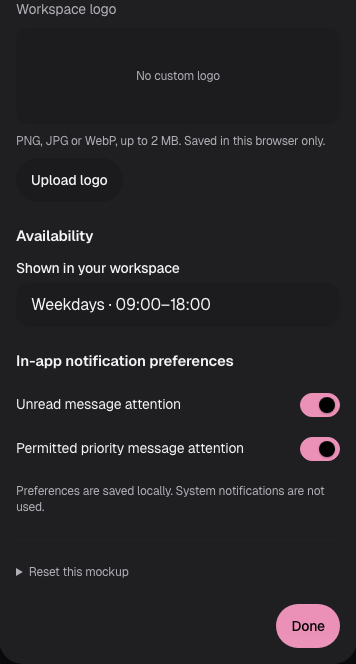 Workspace logo
No custom logo
PNG, JPG or WebP, up to 2 MB. Saved in this browser only.
Upload logo
Availability
Shown in your workspace
Weekdays · 09:00–18:00
In-app notification preferences
Unread message attention
Permitted priority message attention
Preferences are saved locally. System notifications are not
used.
Reset this mockup
Done